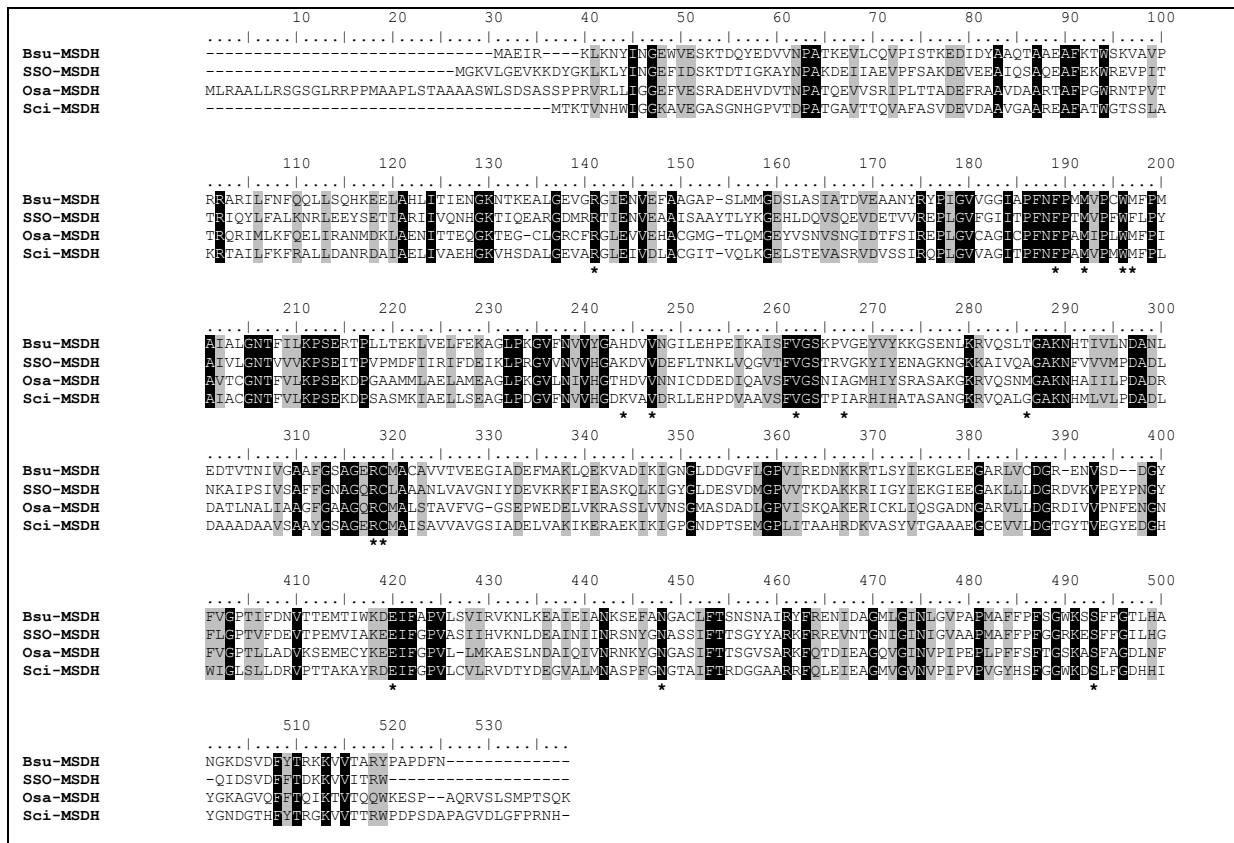 10 20 30 40 50 60 70 80 90 100
....|....|....|....|....|....|....|....|....|....|....|....|....|....|....|....|....|....|....|....|
Bsu-MSDH ------------------------------MAEIR----KLKNYINGEWVESKTDQYEDVVNPATKEVLCQVPISTKEDIDYAAQTAAEAFKTWSKVAVP
SSO-MSDH --------------------------MGKVLGEVKKDYGKLKLYINGEFIDSKTDTIGKAYNPAKDEIIAEVPFSAKDEVEEAIQSAQEAFEKWREVPIT
Osa-MSDH MLRAALLRSGSGLRRPPMAAPLSTAAAASWLSDSASSPPRVRLLIGGEFVESRADEHVDVTNPATQEVVSRIPLTTADEFRAAVDAARTAFPGWRNTPVT
Sci-MSDH ------------------------------------MTKTVNHWIGGKAVEGASGNHGPVTDPATGAVTTQVAFASVDEVDAAVGAAREAFATWGTSSLA
110 120 130 140 150 160 170 180 190 200
....|....|....|....|....|....|....|....|....|....|....|....|....|....|....|....|....|....|....|....|
Bsu-MSDH RRARILFNFQQLLSQHKEELAHLITIENGKNTKEALGEVGRGIENVEFAAGAP-SLMMGDSLASIATDVEAANYRYPIGVVGGIAPFNFPMMVPCWMFPM
SSO-MSDH TRIQYLFALKNRLEEYSETIARIIVQNHGKTIQEARGDMRRTIENVEAAISAAYTLYKGEHLDQVSQEVDETVVREPLGVFGIITPFNFPTMVPFWFLPY
Osa-MSDH TRQRIMLKFQELIRANMDKLAENITTEQGKTEG-CLGRCFRGLEVVEHACGMG-TLQMGEYVSNVSNGIDTFSIREPLGVCAGICPFNFPAMIPLWMFPI
Sci-MSDH KRTAILFKFRALLDANRDAIAELIVAEHGKVHSDALGEVARGLEIVDLACGIT-VQLKGELSTEVASRVDVSSIRQPLGVVAGITPFNFPAMVPMWMFPL
* * * **
210 220 230 240 250 260 270 280 290 300
....|....|....|....|....|....|....|....|....|....|....|....|....|....|....|....|....|....|....|....|
Bsu-MSDH AIALGNTFILKPSERTPLLTEKLVELFEKAGLPKGVFNVVYGAHDVVNGILEHPEIKAISFVGSKPVGEYVYKKGSENLKRVQSLTGAKNHTIVLNDANL
SSO-MSDH AIVLGNTVVVKPSEITPVPMDFIIRIFDEIKLPRGVVNVVHGAKDVVDEFLTNKLVQGVTFVGSTRVGKYIYENAGKNGKKAIVQAGAKNFVVVMPDADL
Osa-MSDH AVTCGNTFVLKPSEKDPGAAMMLAELAMEAGLPKGVLNIVHGTHDVVNNICDDEDIQAVSFVGSNIAGMHIYSRASAKGKRVQSNMGAKNHAIILPDADR
Sci-MSDH AIACGNTFVLKPSEKDPSASMKIAELLSEAGLPDGVFNVVHGDKVAVDRLLEHPDVAAVSFVGSTPIARHIHATASANGKRVQALGGAKNHMLVLPDADL
* * * * *
310 320 330 340 350 360 370 380 390 400
....|....|....|....|....|....|....|....|....|....|....|....|....|....|....|....|....|....|....|....|
Bsu-MSDH EDTVTNIVGAAFGSAGERCMACAVVTVEEGIADEFMAKLQEKVADIKIGNGLDDGVFLGPVIREDNKKRTLSYIEKGLEEGARLVCDGR-ENVSD--DGY
SSO-MSDH NKAIPSIVSAFFGNAGQRCLAAANLVAVGNIYDEVKRKFIEASKQLKIGYGLDESVDMGPVVTKDAKKRIIGYIEKGIEEGAKLLLDGRDVKVPEYPNGY
Osa-MSDH DATLNALIAAGFGAAGQRCMALSTAVFVG-GSEPWEDELVKRASSLVVNSGMASDADLGPVISKQAKERICKLIQSGADNGARVLLDGRDIVVPNFENGN
Sci-MSDH DAAADAAVSAAYGSAGERCMAISAVVAVGSIADELVAKIKERAEKIKIGPGNDPTSEMGPLITAAHRDKVASYVTGAAAEGCEVVLDGTGYTVEGYEDGH
**
410 420 430 440 450 460 470 480 490 500
....|....|....|....|....|....|....|....|....|....|....|....|....|....|....|....|....|....|....|....|
Bsu-MSDH FVGPTIFDNVTTEMTIWKDEIFAPVLSVIRVKNLKEAIEIANKSEFANGACLFTSNSNAIRYFRENIDAGMLGINLGVPAPMAFFPFSGWKSSFFGTLHA
SSO-MSDH FLGPTVFDEVTPEMVIAKEEIFGPVASIIHVKNLDEAINIINRSNYGNASSIFTTSGYYARKFRREVNTGNIGINIGVAAPMAFFPFGGRKESFFGILHG
Osa-MSDH FVGPTLLADVKSEMECYKEEIFGPVL-LMKAESLNDAIQIVNRNKYGNGASIFTTSGVSARKFQTDIEAGQVGINVPIPEPLPFFSFTGSKASFAGDLNF
Sci-MSDH WIGLSLLDRVPTTAKAYRDEIFGPVLCVLRVDTYDEGVALMNASPFGNGTAIFTRDGGAARRFQLEIEAGMVGVNVPIPVPVGYHSFGGWKDSLFGDHHI
* * *
510 520 530
....|....|....|....|....|....|....|...
Bsu-MSDH NGKDSVDFYTRKKVVTARYPAPDFN-------------
SSO-MSDH -QIDSVDFFTDKKVVITRW-------------------
Osa-MSDH YGKAGVQFFTQIKTVTQQWKESP--AQRVSLSMPTSQK
Sci-MSDH YGNDGTHFYTRGKVVTTRWPDPSDAPAGVDLGFPRNH-